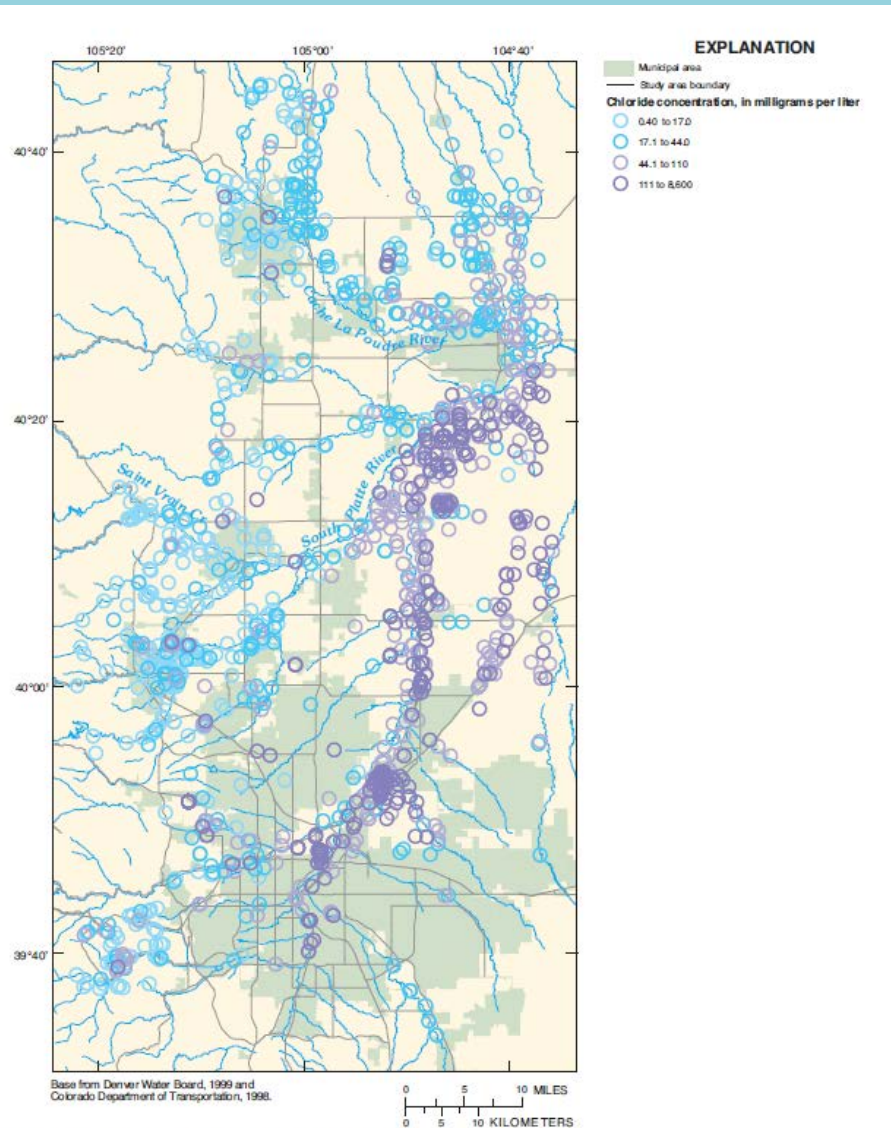 105°20'
105°00'
104°40'
EXPLANATION
Municipal area
Study area boundary
Chloride concentration, in milligrams per liter
0.40 to 17.0
17.1 to 44.0
44.1 to 110
111 to 8,600
40°40'
Cache La Poudre River
40°20'
Saint Vrain Cr.
South Platte River
40°00'
39°40'
Base from Denver Water Board, 1999 and
Colorado Department of Transportation, 1998.
0 5 10 MILES
0 5 10 KILOMETERS